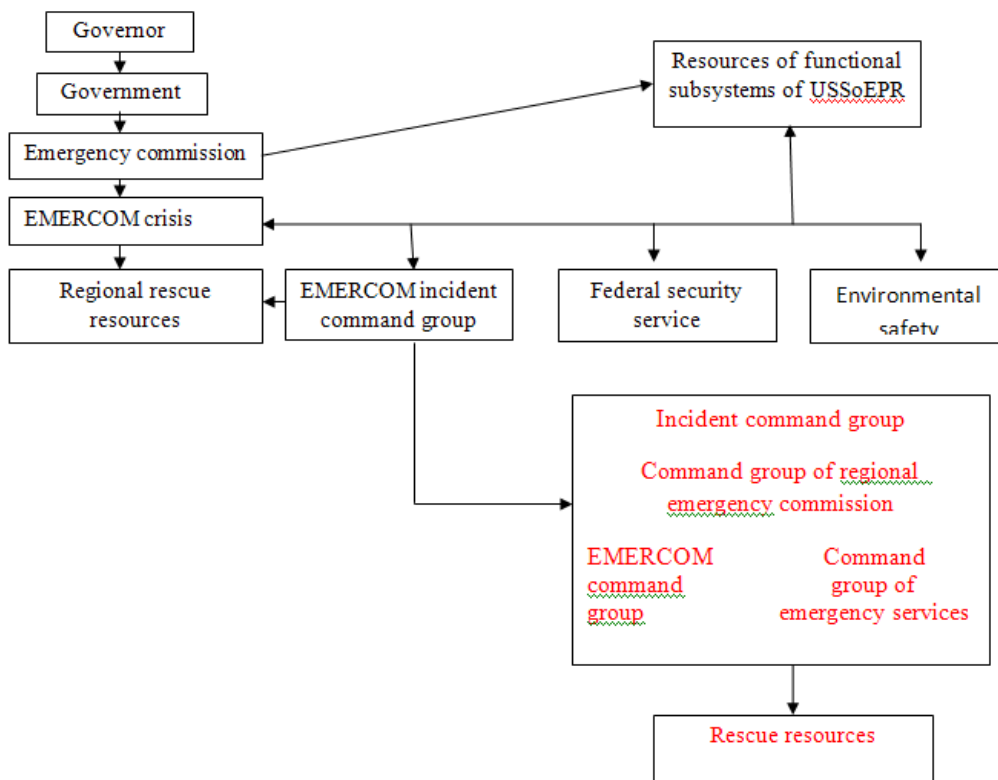 Governor
Government
Emergency commission
EMERCOM crisis
Resources of functional
subsystems of USSoEPR
Regional rescue
resources
EMERCOM incident
command group
Federal security
service
Environmental
safety
Incident command group
Command group of regional
emergency commission
EMERCOM
command
group
Command
group of
emergency services
Rescue resources